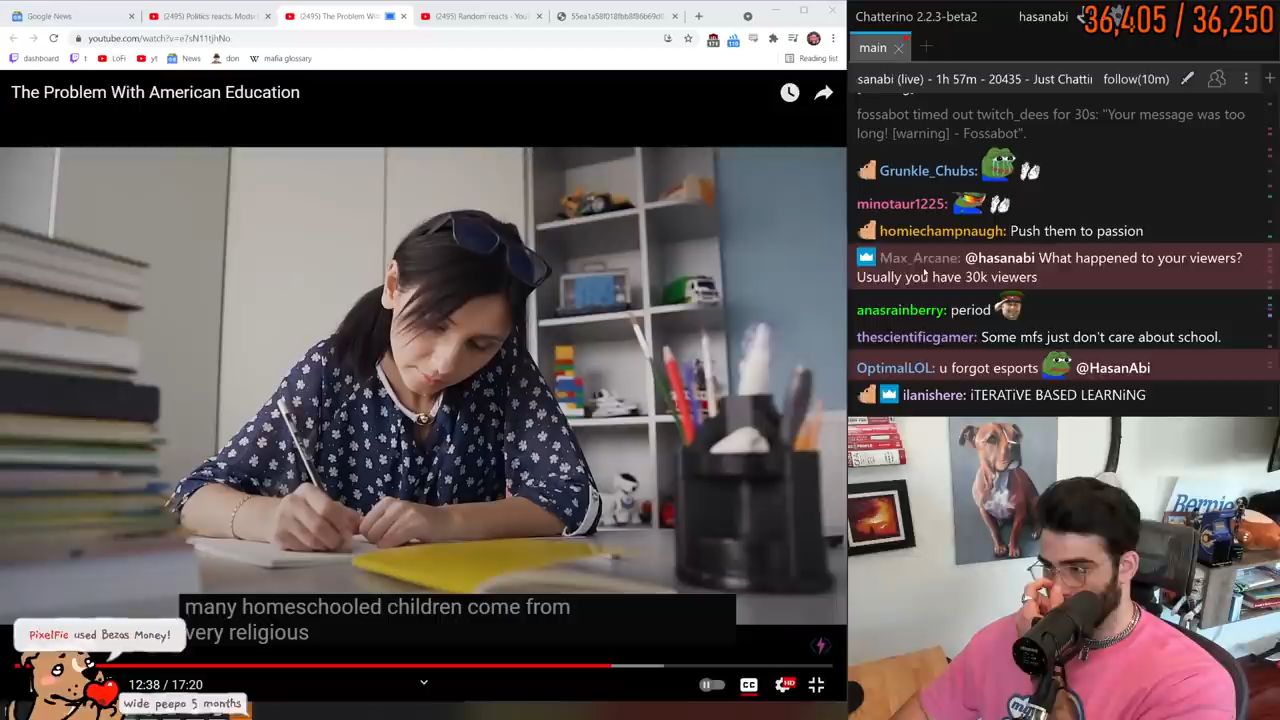 Google News
(2495) Politics reacts. Mods!
(2495) The Problem Wit
(2495) Random reacts - You
55ea1a58f018fbb8f86b69d
youtube.com/watch?v=e7sN11tjhNo
dashboard
t
LoFi
yt
News
don
mafia glossary
Reading list
The Problem With American Education
many homeschooled children come from
very religious
PixelFie used Bezos Money!
wide peepo 5 months
12:38 / 17:20
CC
HD
Chatterino 2.2.3-beta2
hasanabi
36,405 / 36,250
main
sanabi (live) - 1h 57m - 20435 - Just Chatti
follow(10m)
fossabot timed out twitch_dees for 30s: "Your message was too
long! [warning] - Fossabot".
Grunkle_Chubs:
minotaur1225:
homiechampnaugh: Push them to passion
Max_Arcane: @hasanabi What happened to your viewers?
Usually you have 30k viewers
anasrainberry: period
thescientificgamer: Some mfs just don't care about school.
OptimalLOL: u forgot esports @HasanAbi
ilanishere: iTERATiVE BASED LEARNiNG
Bernie